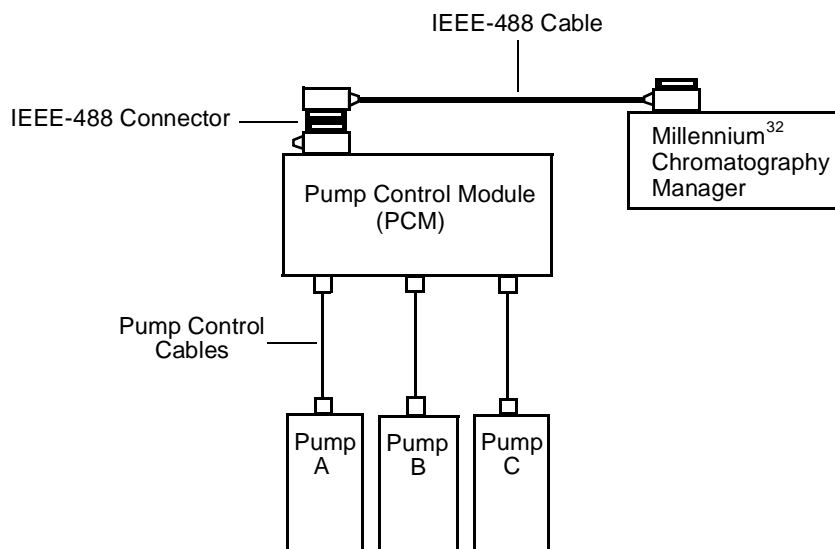 IEEE-488 Cable
IEEE-488 Connector
Millennium³²
Chromatography
Manager
Pump Control Module
(PCM)
Pump Control
Cables
Pump
A
Pump
B
Pump
C